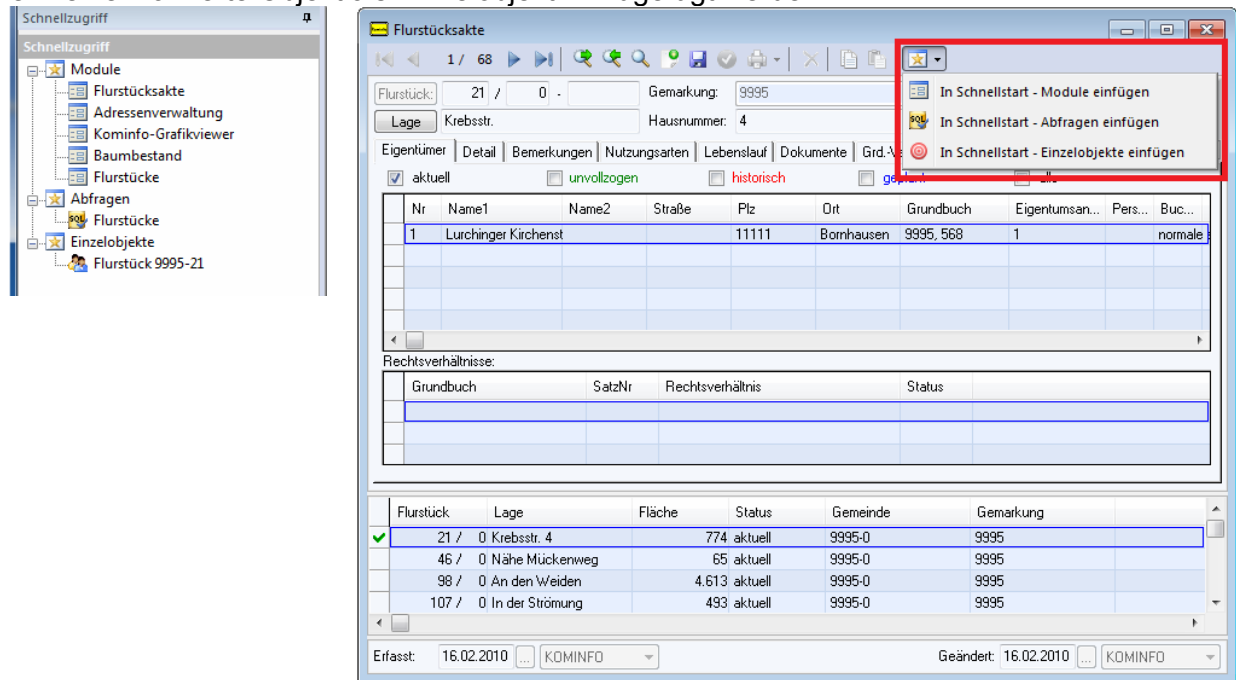 Schnellzugriff
Schnellzugriff
Module
Flurstücksakte
Adressenverwaltung
Kominfo-Grafikviewer
Baumbestand
Flurstücke
Abfragen
Flurstücke
Einzelobjekte
Flurstück 9995-21
Flurstücksakte
1 / 68
In Schnellstart - Module einfügen
In Schnellstart - Abfragen einfügen
In Schnellstart - Einzelobjekte einfügen
Flurstück: 21 / 0 - Gemarkung: 9995
Lage Krebsstr. Hausnummer: 4
Eigentümer Detail Bemerkungen Nutzungsarten Lebenslauf Dokumente
aktuell unvollzogen historisch
Nr Name1 Name2 Straße Plz Ort Grundbuch Eigentumsan... Pers... Buc...
1 Lurchinger Kirchenst 11111 Bornhausen 9995, 568 1 normale
Rechtsverhältnisse:
Grundbuch SatzNr Rechtsverhältnis Status
Flurstück Lage Fläche Status Gemeinde Gemarkung
21 / 0 Krebsstr. 4 774 aktuell 9995-0 9995
46 / 0 Nähe Mückenweg 65 aktuell 9995-0 9995
98 / 0 An den Weiden 4.613 aktuell 9995-0 9995
107 / 0 In der Strömung 493 aktuell 9995-0 9995
Erfasst: 16.02.2010 ... KOMINFO Geändert: 16.02.2010 ... KOMINFO